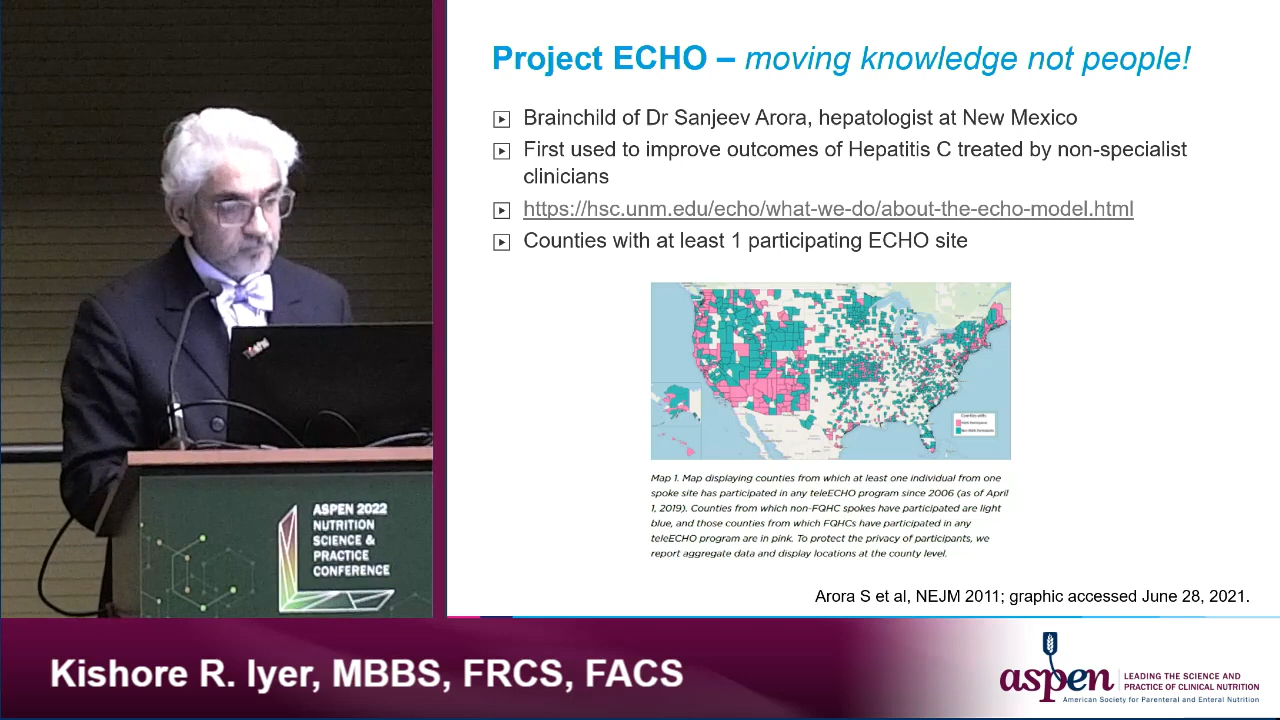 Project ECHO – moving knowledge not people!
Brainchild of Dr Sanjeev Arora, hepatologist at New Mexico
First used to improve outcomes of Hepatitis C treated by non-specialist
clinicians
https://hsc.unm.edu/echo/what-we-do/about-the-echo-model.html
Counties with at least 1 participating ECHO site
Map 1. Map displaying counties from which at least one individual from one
spoke site has participated in any teleECHO program since 2006 (as of April
1, 2019). Counties from which non-FQHC spokes have participated are light
blue, and those counties from which FQHCs have participated in any
teleECHO program are in pink. To protect the privacy of participants, we
report aggregate data and display locations at the county level.
Arora S et al, NEJM 2011; graphic accessed June 28, 2021.
ASPEN 2022
NUTRITION
SCIENCE &
PRACTICE
CONFERENCE
Kishore R. Iyer, MBBS, FRCS, FACS
aspen
LEADING THE SCIENCE AND
PRACTICE OF CLINICAL NUTRITION
American Society for Parenteral and Enteral Nutrition